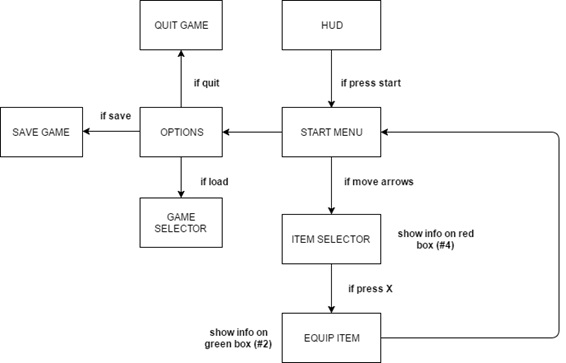 QUIT GAME
HUD
if quit
if press start
if save
SAVE GAME
OPTIONS
START MENU
if load
if move arrows
GAME
SELECTOR
ITEM SELECTOR
show info on red
box (#4)
if press X
show info on
green box (#2)
EQUIP ITEM